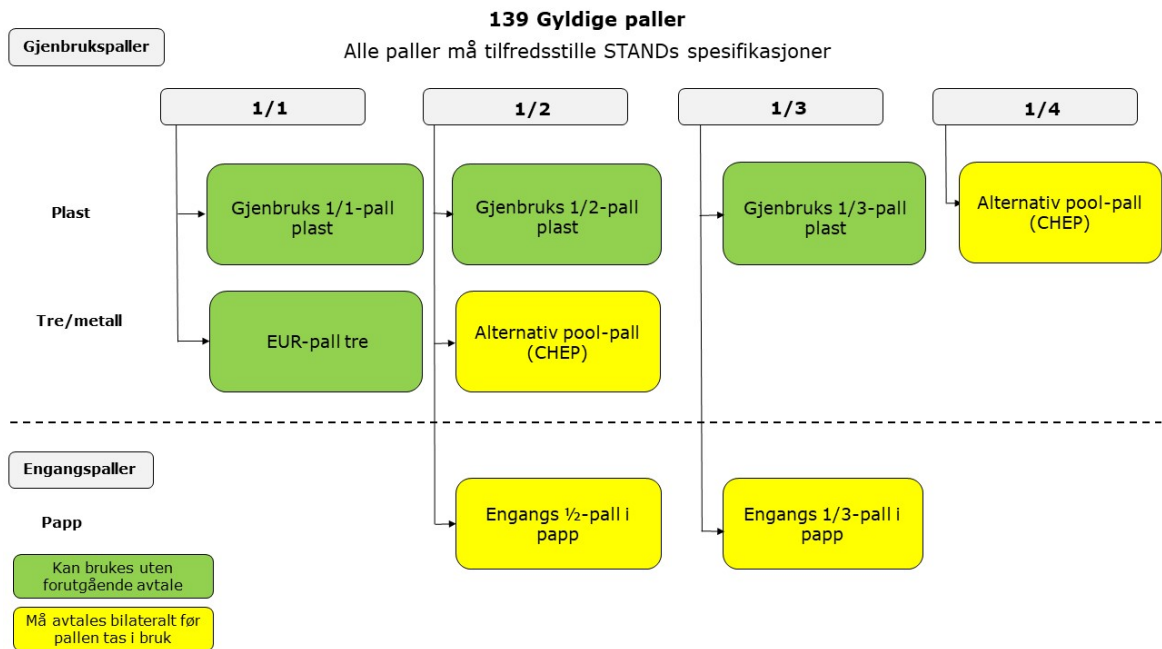 139 Gyldige paller
Gjenbrukspaller
Alle paller må tilfredsstille STANDs spesifikasjoner
1/1
1/2
1/3
1/4
Plast
Gjenbruks 1/1-pall
plast
Gjenbruks 1/2-pall
plast
Gjenbruks 1/3-pall
plast
Alternativ pool-pall
(CHEP)
Tre/metall
EUR-pall tre
Alternativ pool-pall
(CHEP)
Engangspaller
Papp
Engangs ½-pall i
papp
Engangs 1/3-pall i
papp
Kan brukes uten
forutgående avtale
Må avtales bilateralt før
pallen tas i bruk